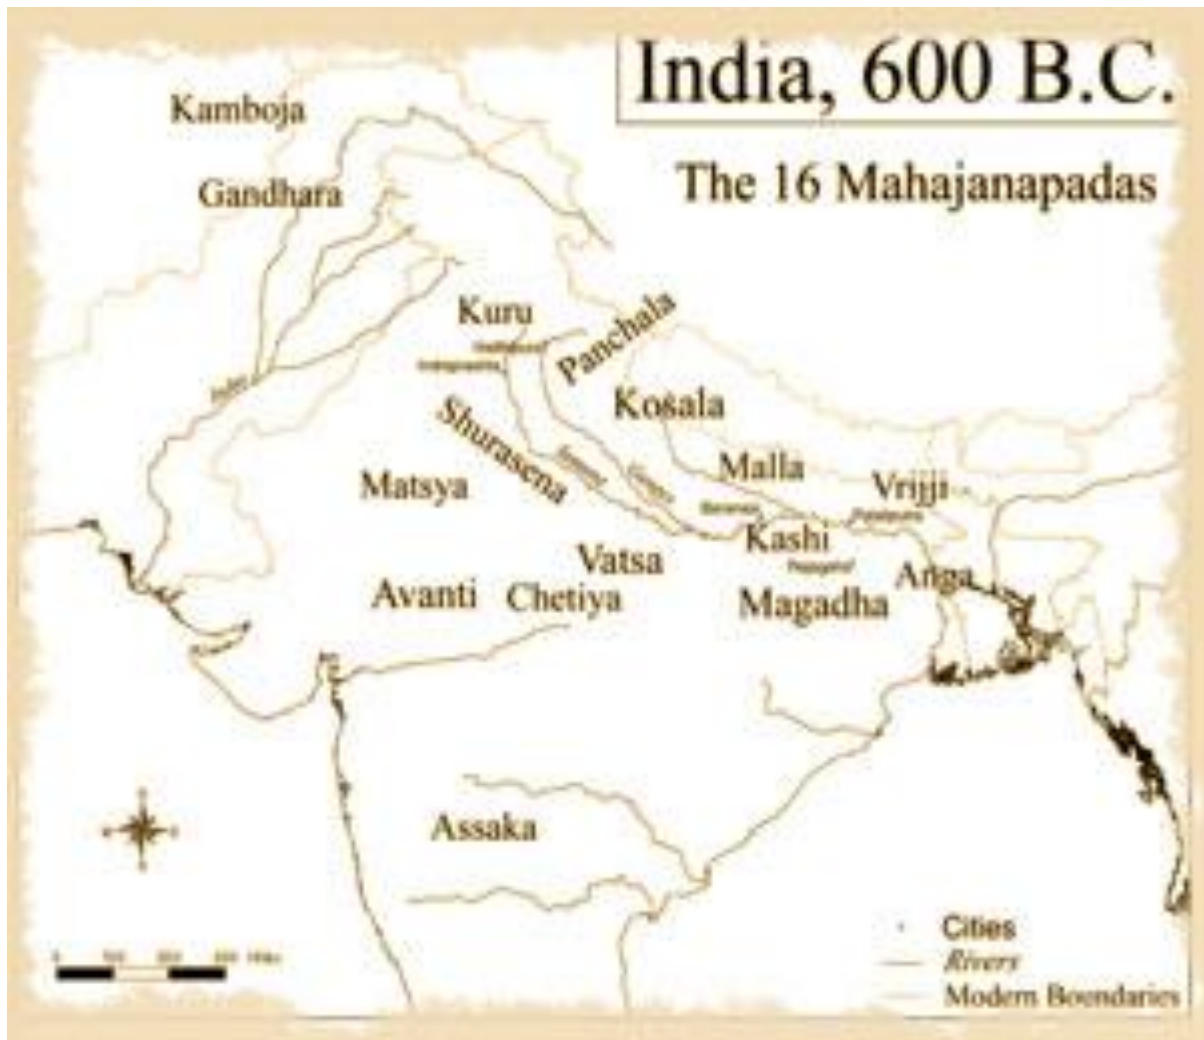 India, 600 B.C.
The 16 Mahajanapadas
Kamboja
Gandhara
Kuru
Panchala
Kosala
Shurasena
Malla
Matsya
Vrijji
Kashi
Vatsa
Anga
Avanti
Chetiya
Magadha
Assaka
Indus
Cities
Rivers
Modern Boundaries